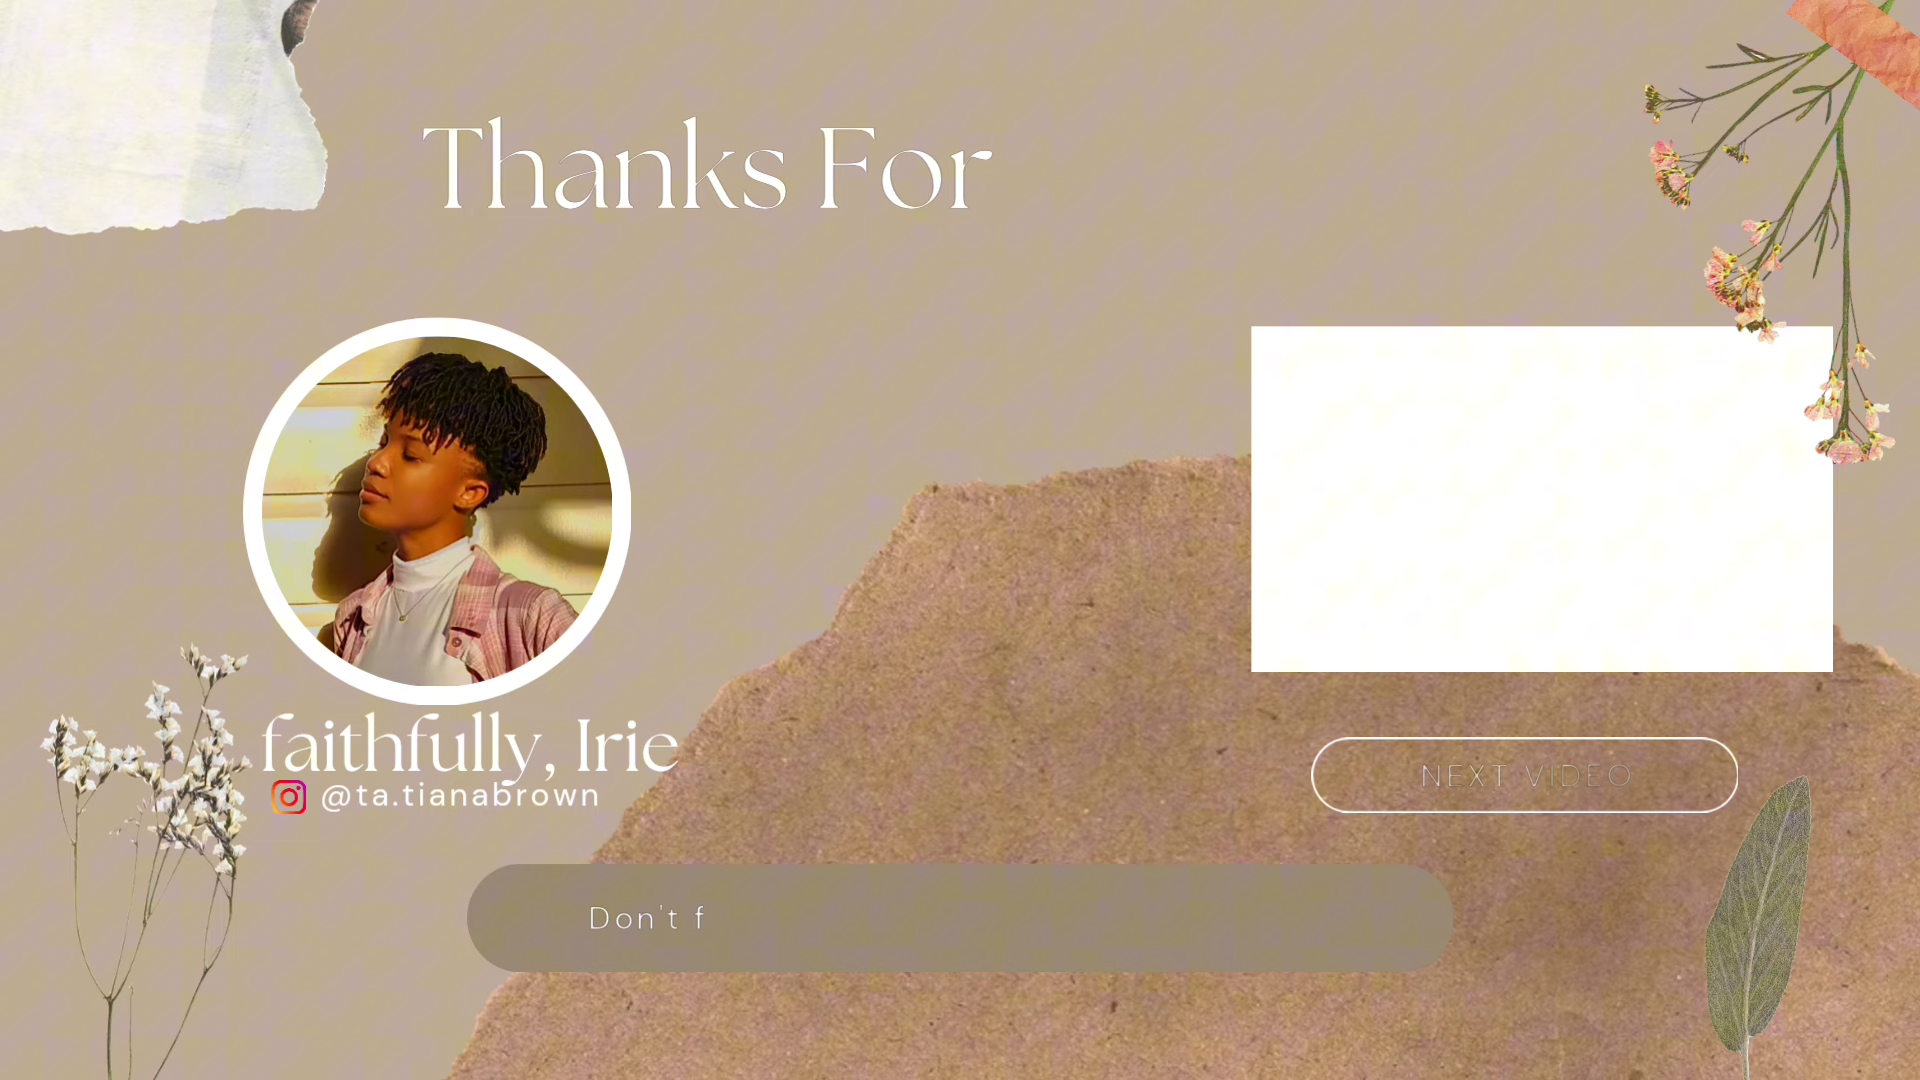 Thanks For
faithfully, Irie
@ta.tianabrown
NEXT VIDEO
Don't f